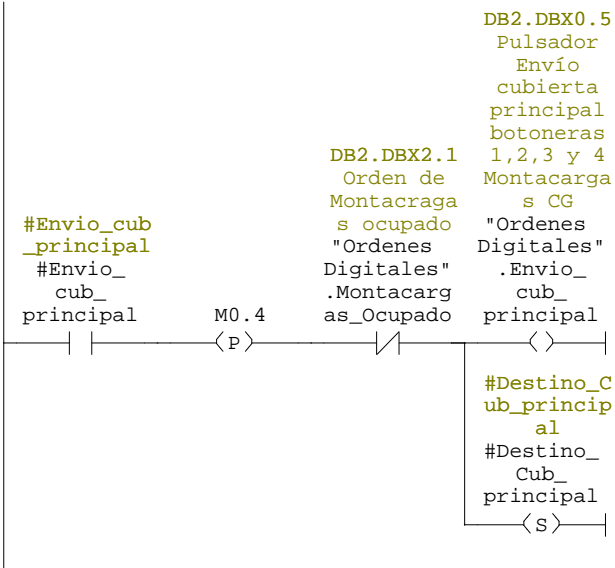 DB2.DBX0.5
Pulsador
Envío
cubierta
principal
botoneras
1,2,3 y 4
Montacarga
s CG
"Ordenes
Digitales"
.Envio_
cub_
principal
DB2.DBX2.1
Orden de
Montacraga
s ocupado
"Ordenes
Digitales"
.Montacarg
as_Ocupado
#Envio_cub
_principal
#Envio_
cub_
principal
M0.4
P
#Destino_C
ub_princip
al
#Destino_
Cub_
principal
S